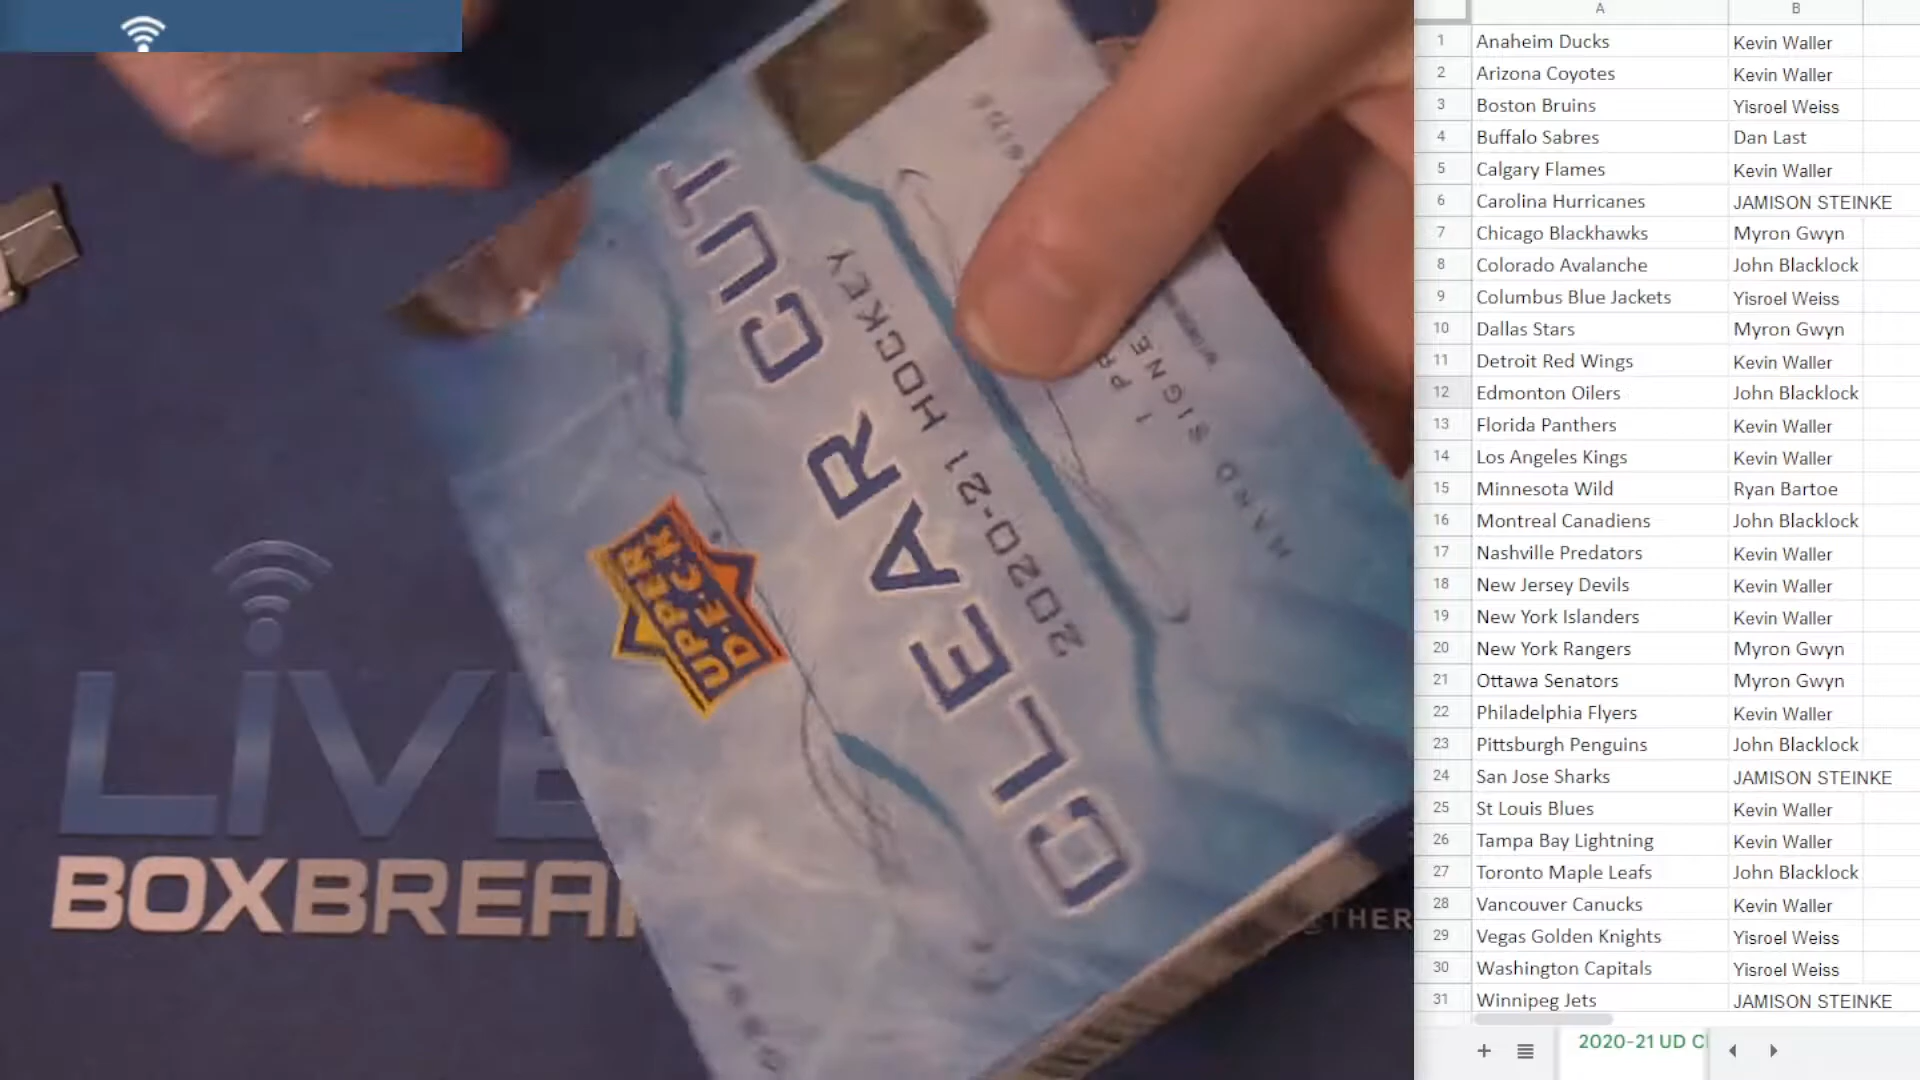 CLEAR CUT
2020-21 HOCKEY
UPPER
DECK
HARD SIGNE
LIVE
BOXBREA
@THER
A B
1 Anaheim Ducks Kevin Waller
2 Arizona Coyotes Kevin Waller
3 Boston Bruins Yisroel Weiss
4 Buffalo Sabres Dan Last
5 Calgary Flames Kevin Waller
6 Carolina Hurricanes JAMISON STEINKE
7 Chicago Blackhawks Myron Gwyn
8 Colorado Avalanche John Blacklock
9 Columbus Blue Jackets Yisroel Weiss
10 Dallas Stars Myron Gwyn
11 Detroit Red Wings Kevin Waller
12 Edmonton Oilers John Blacklock
13 Florida Panthers Kevin Waller
14 Los Angeles Kings Kevin Waller
15 Minnesota Wild Ryan Bartoe
16 Montreal Canadiens John Blacklock
17 Nashville Predators Kevin Waller
18 New Jersey Devils Kevin Waller
19 New York Islanders Kevin Waller
20 New York Rangers Myron Gwyn
21 Ottawa Senators Myron Gwyn
22 Philadelphia Flyers Kevin Waller
23 Pittsburgh Penguins John Blacklock
24 San Jose Sharks JAMISON STEINKE
25 St Louis Blues Kevin Waller
26 Tampa Bay Lightning Kevin Waller
27 Toronto Maple Leafs John Blacklock
28 Vancouver Canucks Kevin Waller
29 Vegas Golden Knights Yisroel Weiss
30 Washington Capitals Yisroel Weiss
31 Winnipeg Jets JAMISON STEINKE
2020-21 UD Cl